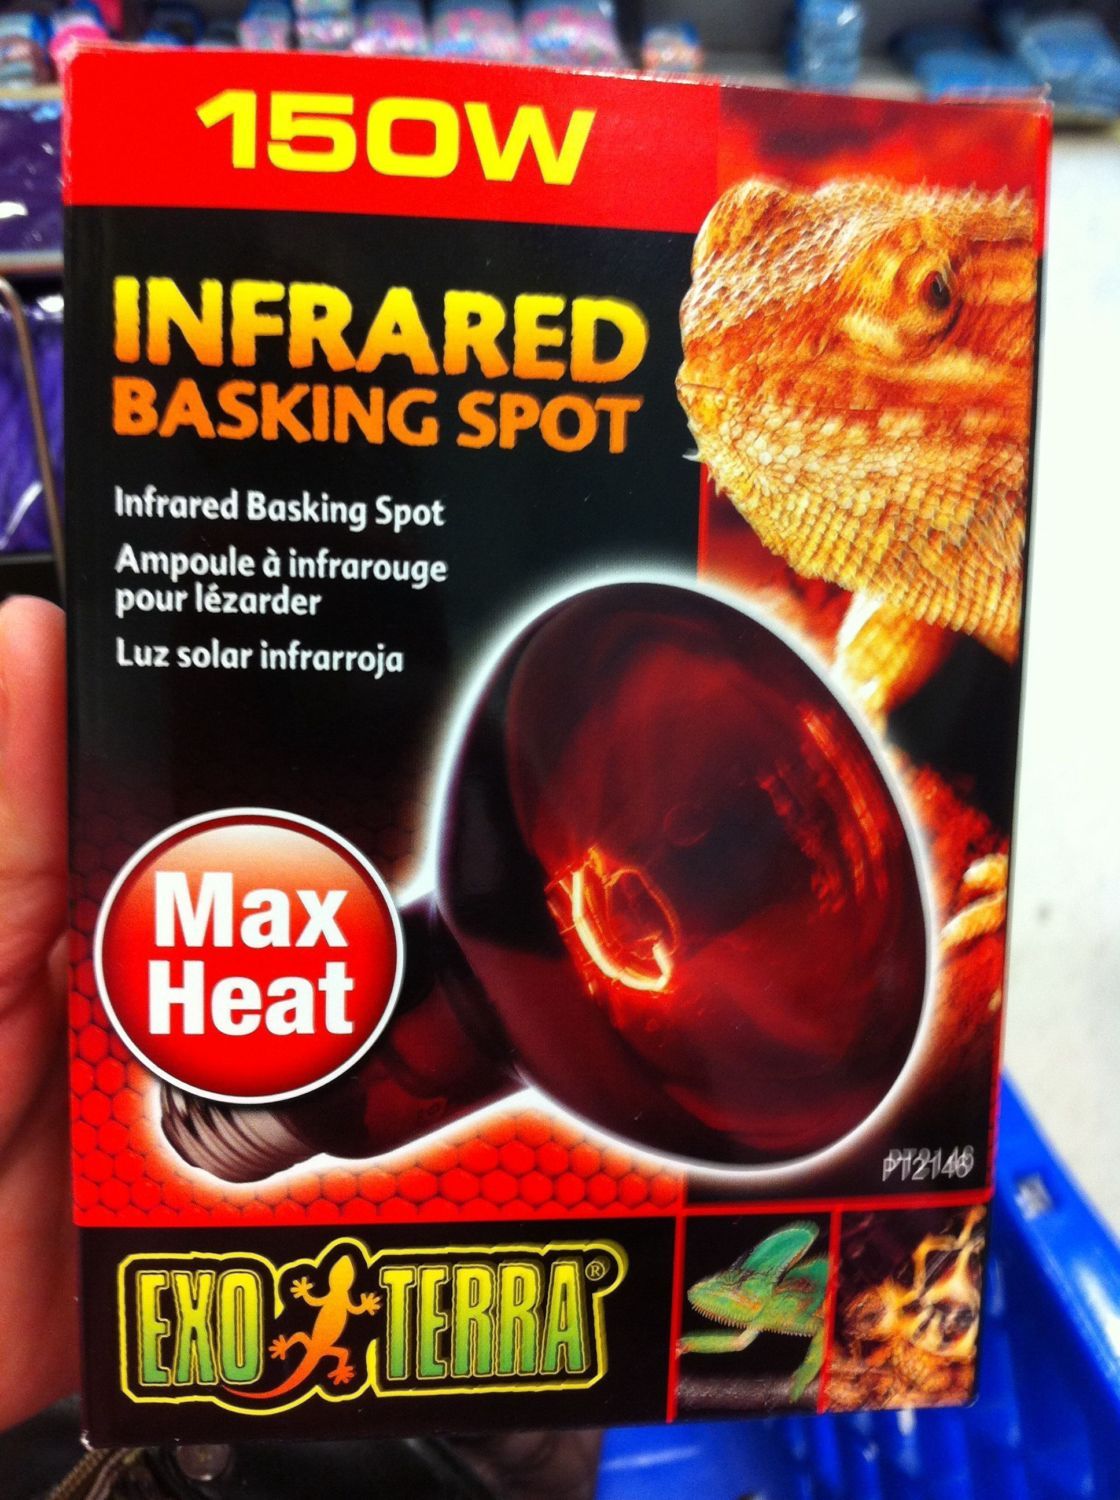 150W
INFRARED
BASKING SPOT
Infrared Basking Spot
Ampoule à infrarouge
pour lézarder
Luz solar infrarroja
Max
Heat
PT2146
EXO TERRA®